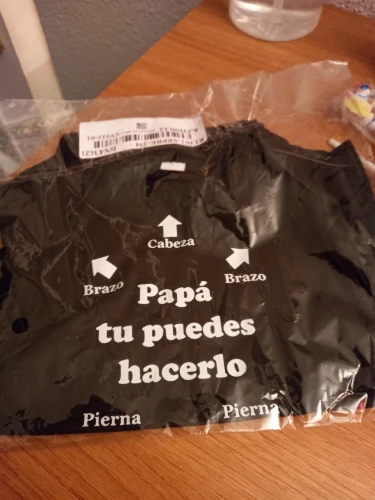 Cabeza
Brazo
Brazo
Papá
tu puedes
hacerlo
Pierna
Pierna